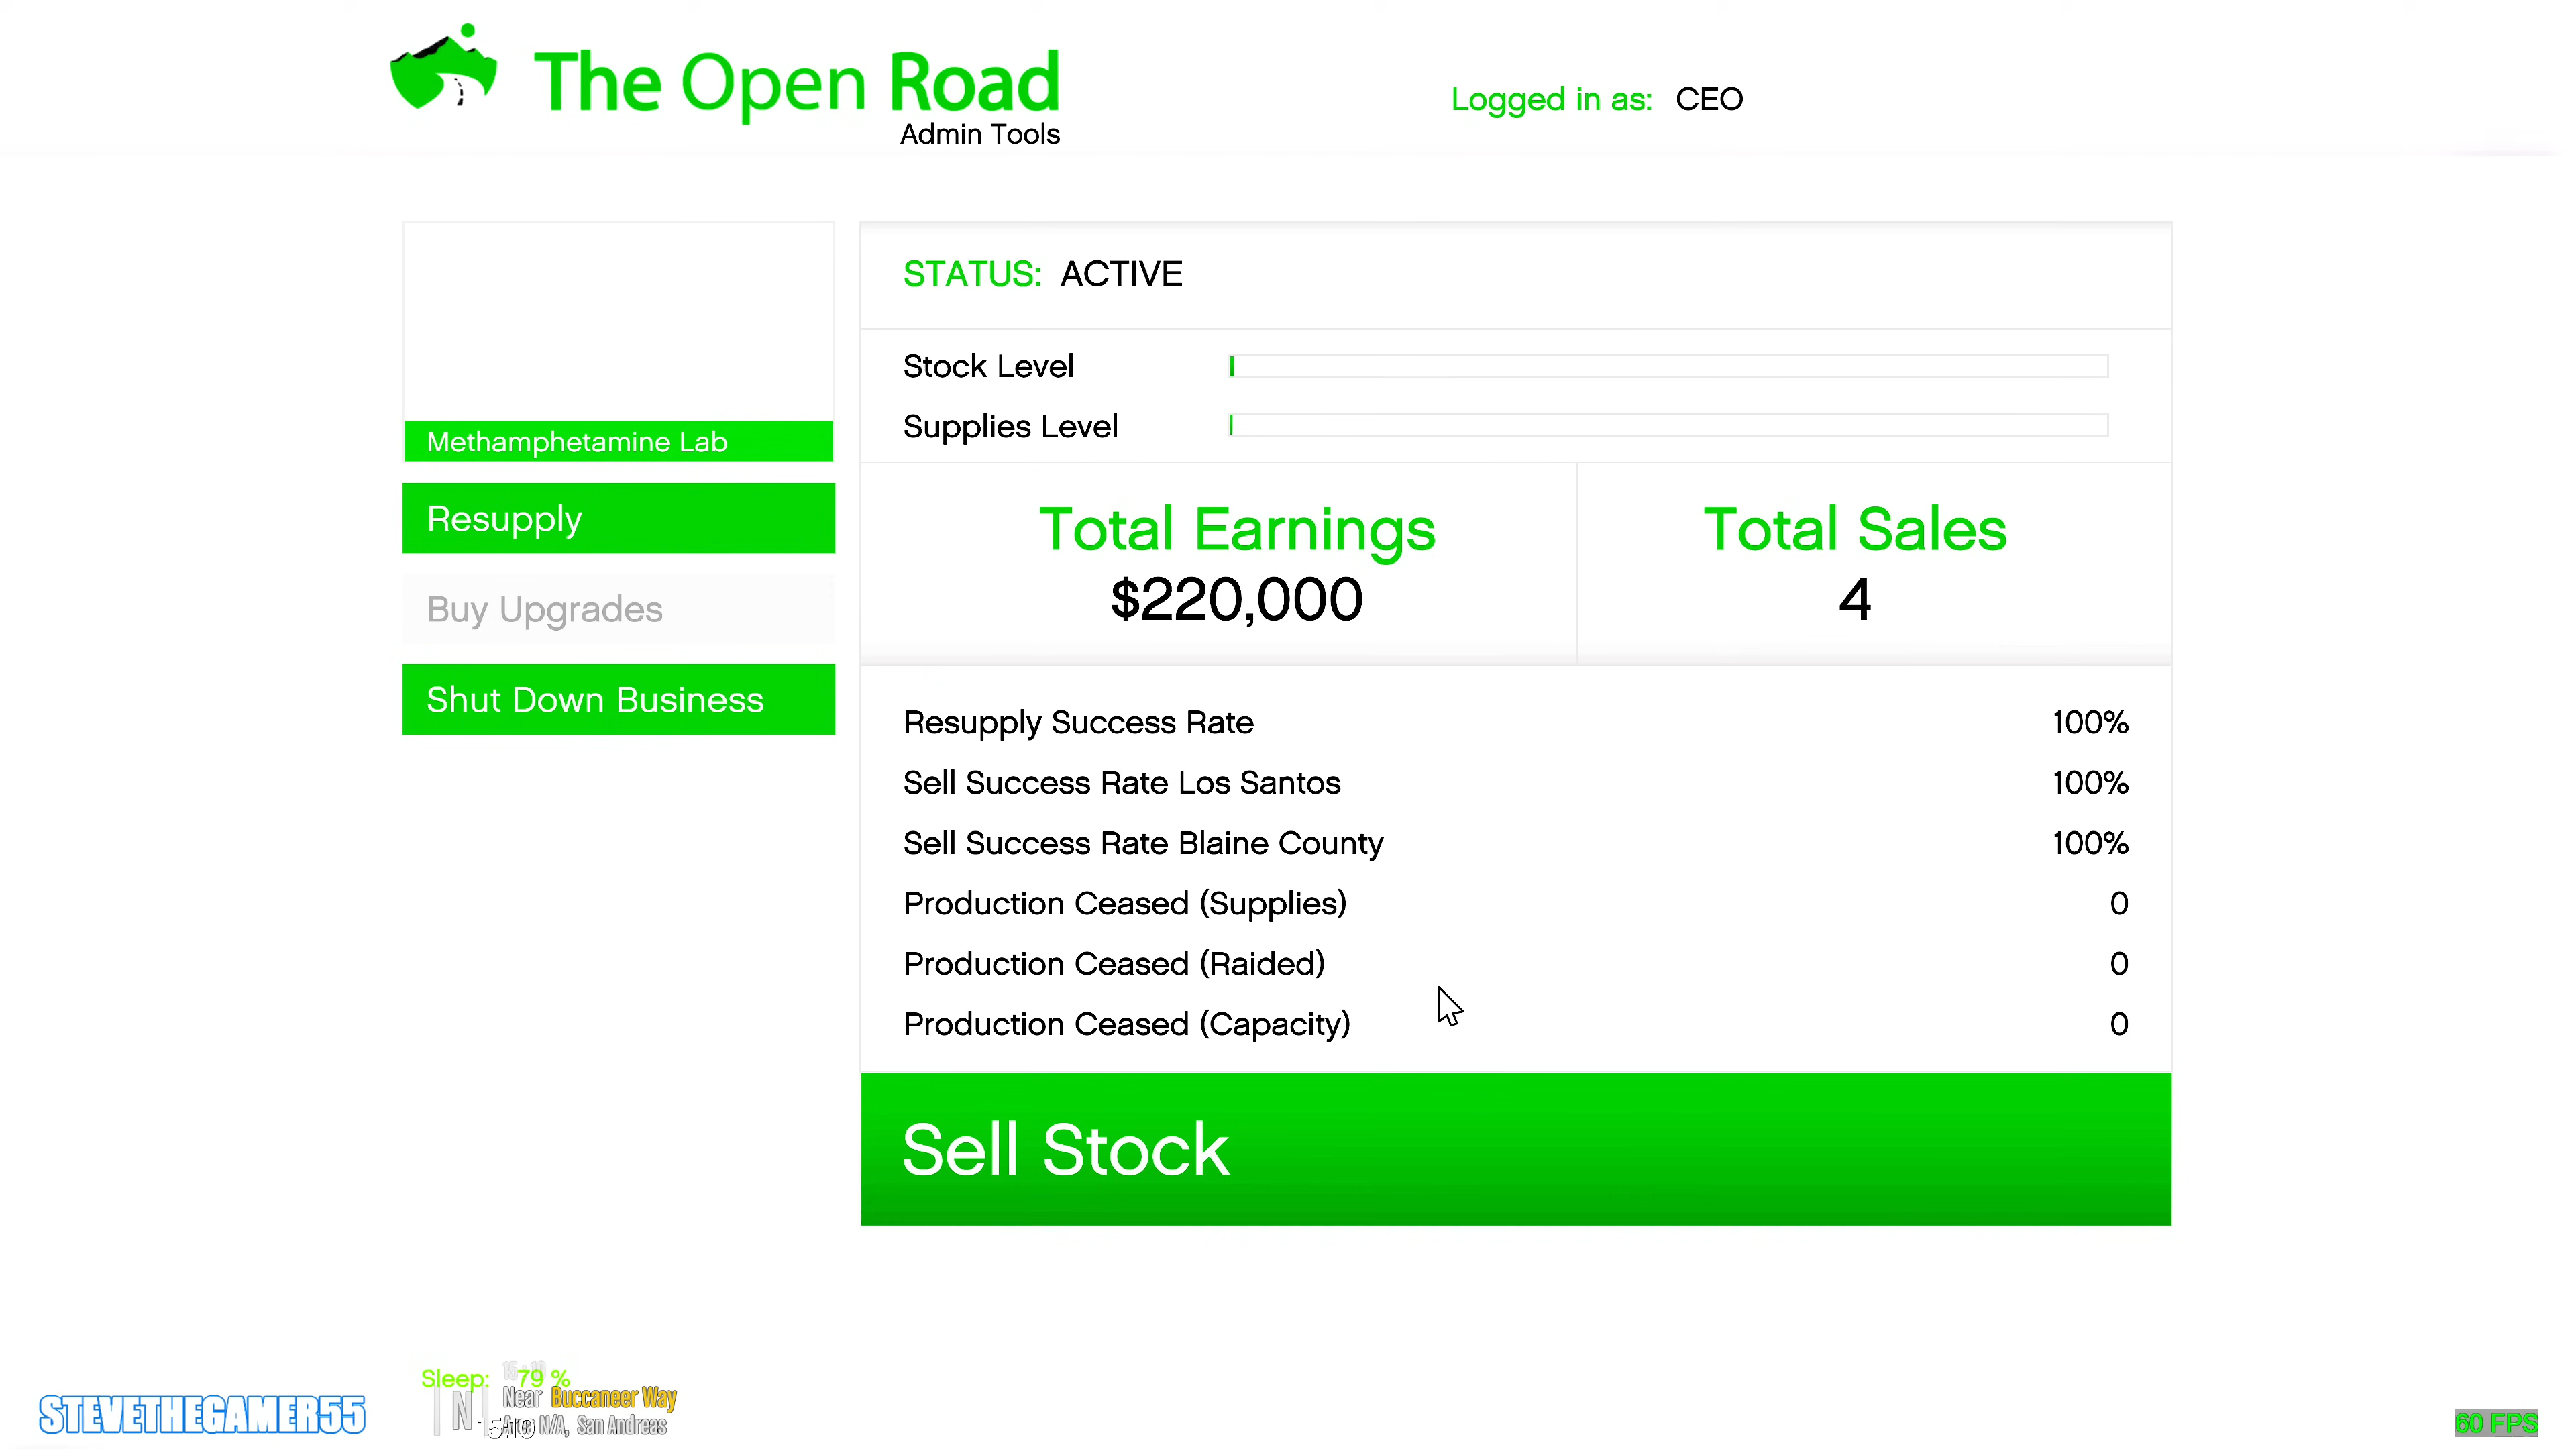 The Open Road
Admin Tools
Logged in as: CEO
Methamphetamine Lab
Resupply
Buy Upgrades
Shut Down Business
STATUS: ACTIVE
Stock Level
Supplies Level
Total Earnings
$220,000
Total Sales
4
Resupply Success Rate 100%
Sell Success Rate Los Santos 100%
Sell Success Rate Blaine County 100%
Production Ceased (Supplies) 0
Production Ceased (Raided) 0
Production Ceased (Capacity) 0
Sell Stock
Sleep: 79 %
N
Near Buccaneer Way
N/A, San Andreas
STEVETHEGAMER55
60 FPS